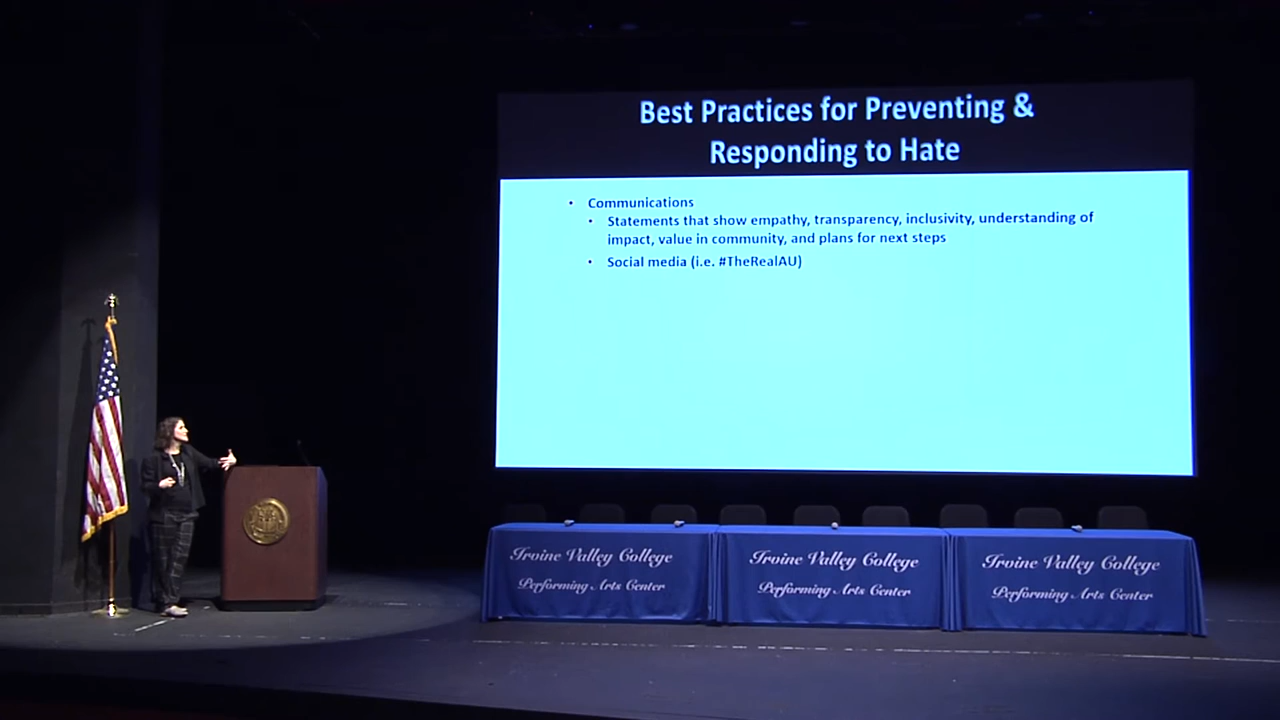 Best Practices for Preventing &
Responding to Hate
• Communications
• Statements that show empathy, transparency, inclusivity, understanding of
impact, value in community, and plans for next steps
• Social media (i.e. #TheRealAU)
Irvine Valley College
Performing Arts Center
Irvine Valley College
Performing Arts Center
Irvine Valley College
Performing Arts Center